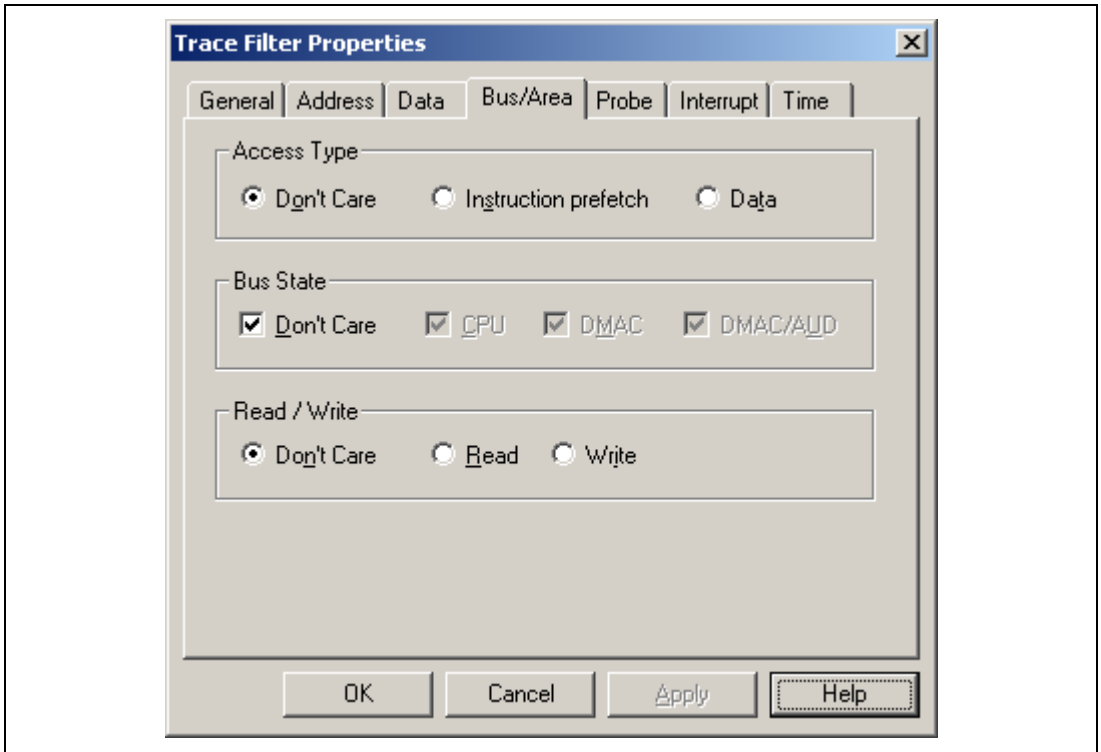 Trace Filter Properties
General Address Data Bus/Area Probe Interrupt Time
Access Type
Don't Care Instruction prefetch Data
Bus State
Don't Care CPU DMAC DMAC/AUD
Read / Write
Don't Care Read Write
OK Cancel Apply Help